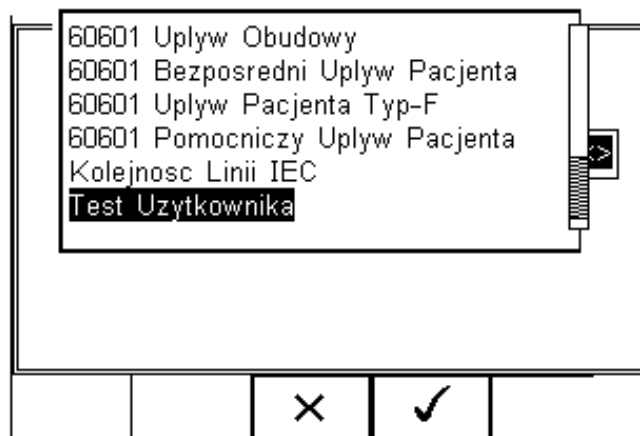 60601 Uplyw Obudowy
60601 Bezposredni Uplyw Pacjenta
60601 Uplyw Pacjenta Typ-F
60601 Pomocniczy Uplyw Pacjenta
Kolejnosc Linii IEC
Test Uzytkownika